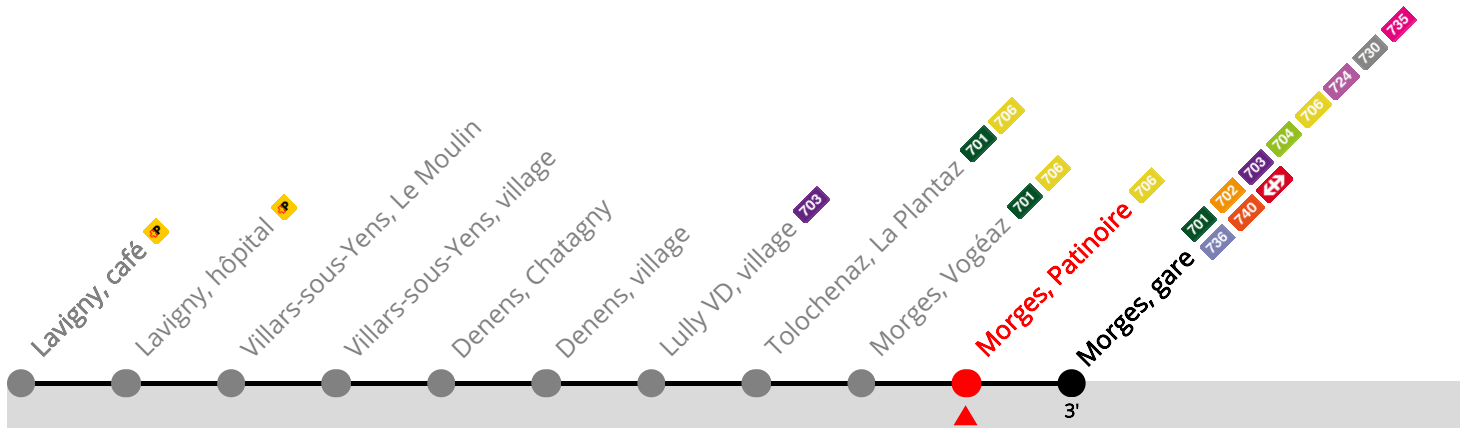 Lavigny, café P
Lavigny, hôpital P
Villars-sous-Yens, Le Moulin
Villars-sous-Yens, village
Denens, Chatagny
Denens, village
Lully VD, village 703
Tolochenaz, La Plantaz 701 706
Morges, Vogéaz 701 706
Morges, Patinoire 706
Morges, gare 701 702 703 704 706 724 730 735
736 740
3'